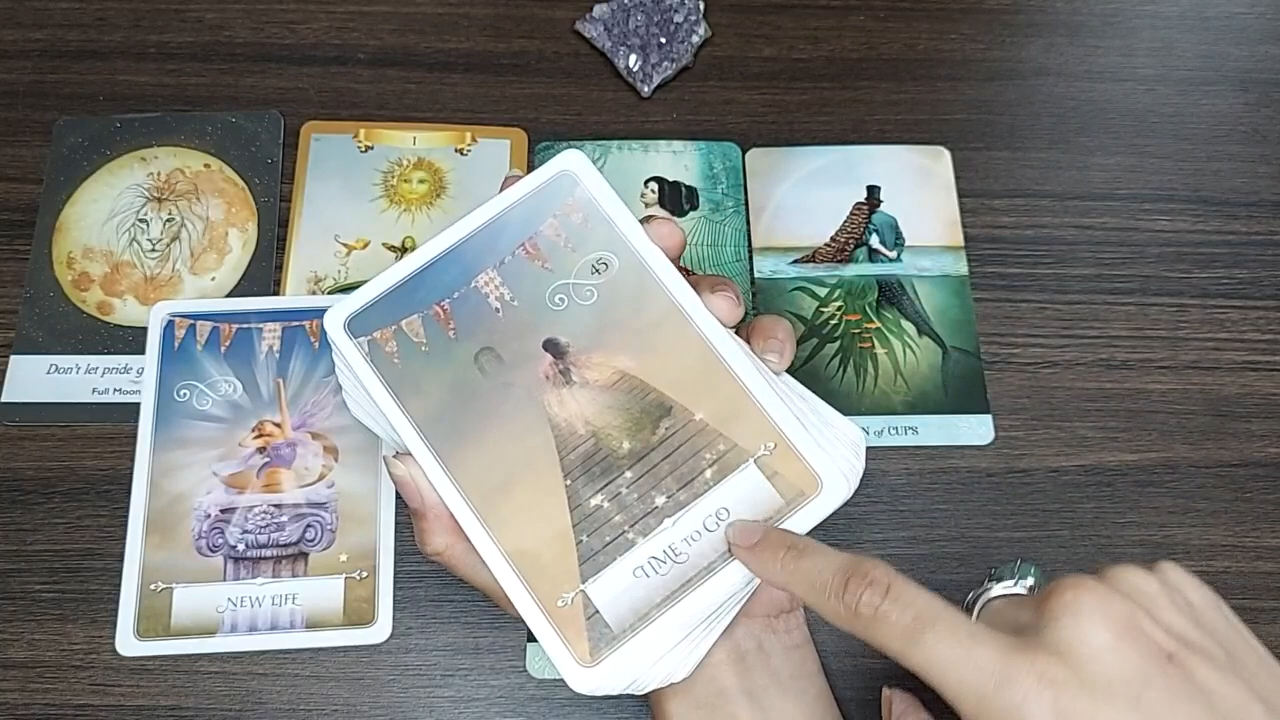 I
Don't let pride g
Full Moon
39
NEW LIFE
45
TIME TO GO
N of CUPS